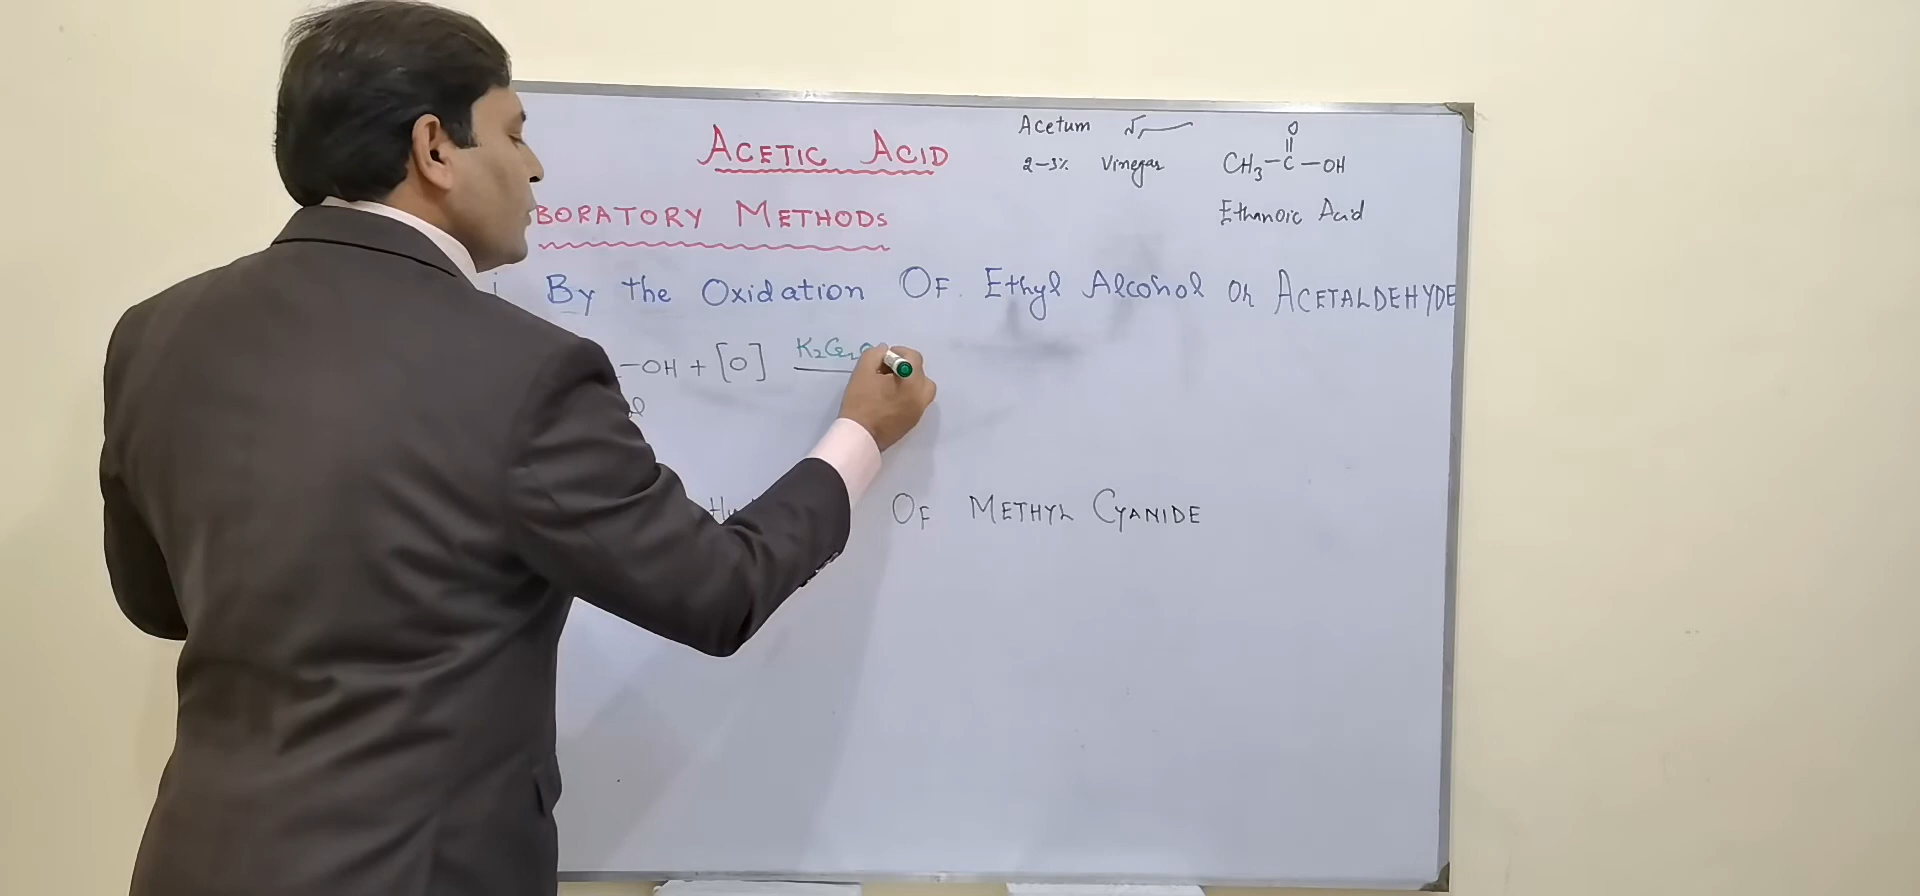 ACETIC ACID
Acetum
2-3% Vinegar
O
||
CH3-C-OH
Ethanoic Acid
BORATORY METHODS
i By the Oxidation OF Ethyl Alcohol OR ACETALDEHYDE
-OH + [O] K2Cr2O
OF METHYL CYANIDE